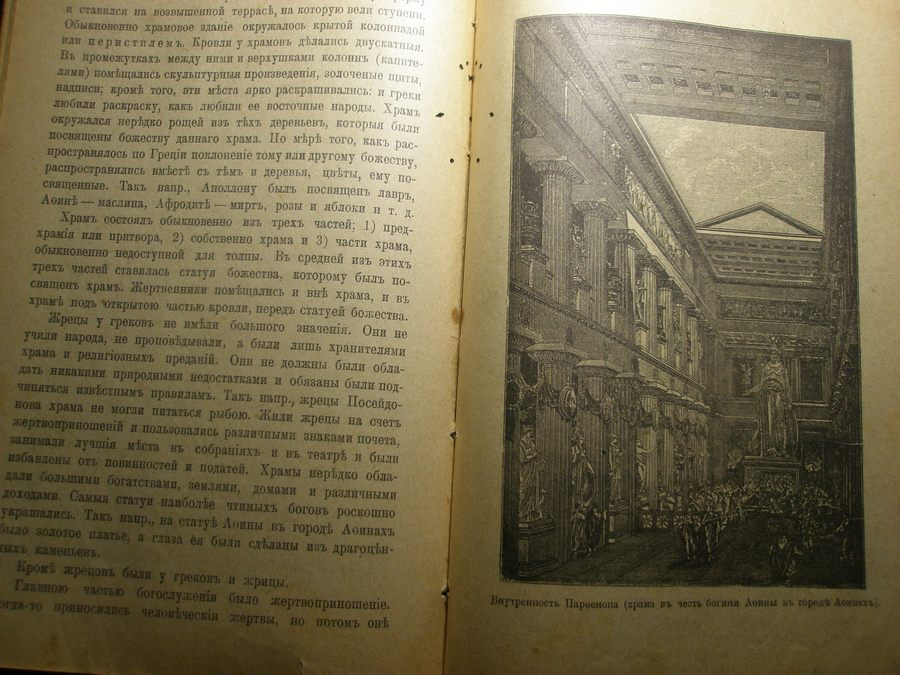 и ставился на возвышенной террасѣ, на которую вели ступени.
Обыкновенно храмовое зданіе окружалось крытой колоннадой
или перистилемъ. Кровли у храмовъ дѣлались двускатныя.
Въ промежуткахъ между ними и верхушками колоннъ (капите-
лями) помѣщались скульптурныя произведенія, золоченые щиты,
надписи; кромѣ того, эти мѣста ярко раскрашивались: и греки
любили раскраску, какъ любили ее восточные народы. Храмъ
окружался нерѣдко рощей изъ тѣхъ деревьевъ, которыя были
посвящены божеству даннаго храма. По мѣрѣ того, какъ рас-
пространялось по Греціи поклоненіе тому или другому божеству,
распространялись вмѣстѣ съ тѣмъ и деревья, цвѣты, ему по-
священные. Такъ напр., Аполлону былъ посвященъ лавръ,
Аѳинѣ — маслина, Афродитѣ — миртъ, розы и яблоки и т. д.
Храмъ состоялъ обыкновенно изъ трехъ частей; 1) пред-
храмія или притвора, 2) собственно храма и 3) части храма,
обыкновенно недоступной для толпы. Въ средней изъ этихъ
трехъ частей ставилась статуя божества, которому былъ по-
священъ храмъ. Жертвенники помѣщались и внѣ храма, и въ
храмѣ подъ открытою частью кровли, передъ статуей божества.
Жрецы у грековъ не имѣли большого значенія. Они не
учили народа, не проповѣдывали, а были лишь хранителями
храма и религіозныхъ преданій. Они не должны были обла-
дать никакими природными недостатками и обязаны были под-
чиняться извѣстнымъ правиламъ. Такъ напр., жрецы Посейдо-
нова храма не могли питаться рыбою. Жили жрецы на счетъ
жертвоприношеній и пользовались различными знаками почета,
занимали лучшія мѣста въ собраніяхъ и въ театрѣ и были
избавлены отъ повинностей и податей. Храмы нерѣдко обла-
дали большими богатствами, землями, домами и различными
доходами. Самыя статуи наиболѣе чтимыхъ боговъ роскошно
украшались. Такъ напр., на статуѣ Аѳины въ городѣ Аѳинахъ
было золотое платье, а глаза ея были сдѣланы изъ драгоцѣн-
ныхъ каменьевъ.
Кромѣ жрецовъ были у грековъ и жрицы.
Главною частью богослуженія было жертвоприношеніе.
огда-то приносились человѣческія жертвы, но потомъ онѣ
Внутренность Парѳенона (храма въ честь богини Аѳины въ городѣ Аѳинахъ).